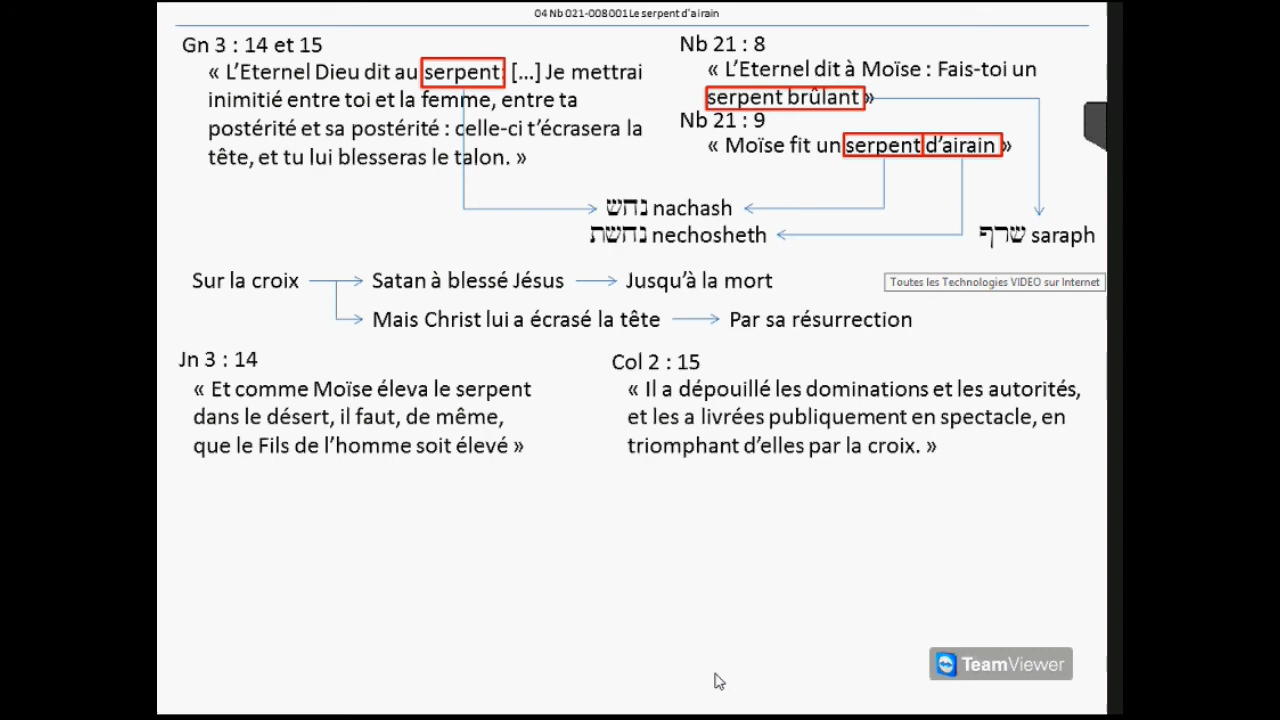 04 Nb 021-008001Le serpent d'airain
Gn 3 : 14 et 15
« L’Eternel Dieu dit au serpent: […] Je mettrai
inimitié entre toi et la femme, entre ta
postérité et sa postérité : celle-ci t’écrasera la
tête, et tu lui blesseras le talon. »
Nb 21 : 8
« L’Eternel dit à Moïse : Fais-toi un
serpent brûlant »
Nb 21 : 9
« Moïse fit un serpent d’airain »
נחש nachash
נחשת nechosheth
שרף saraph
Sur la croix
Satan à blessé Jésus
Jusqu’à la mort
Toutes les Technologies VIDEO sur Internet
Mais Christ lui a écrasé la tête
Par sa résurrection
Jn 3 : 14
« Et comme Moïse éleva le serpent
dans le désert, il faut, de même,
que le Fils de l’homme soit élevé »
Col 2 : 15
« Il a dépouillé les dominations et les autorités,
et les a livrées publiquement en spectacle, en
triomphant d’elles par la croix. »
TeamViewer